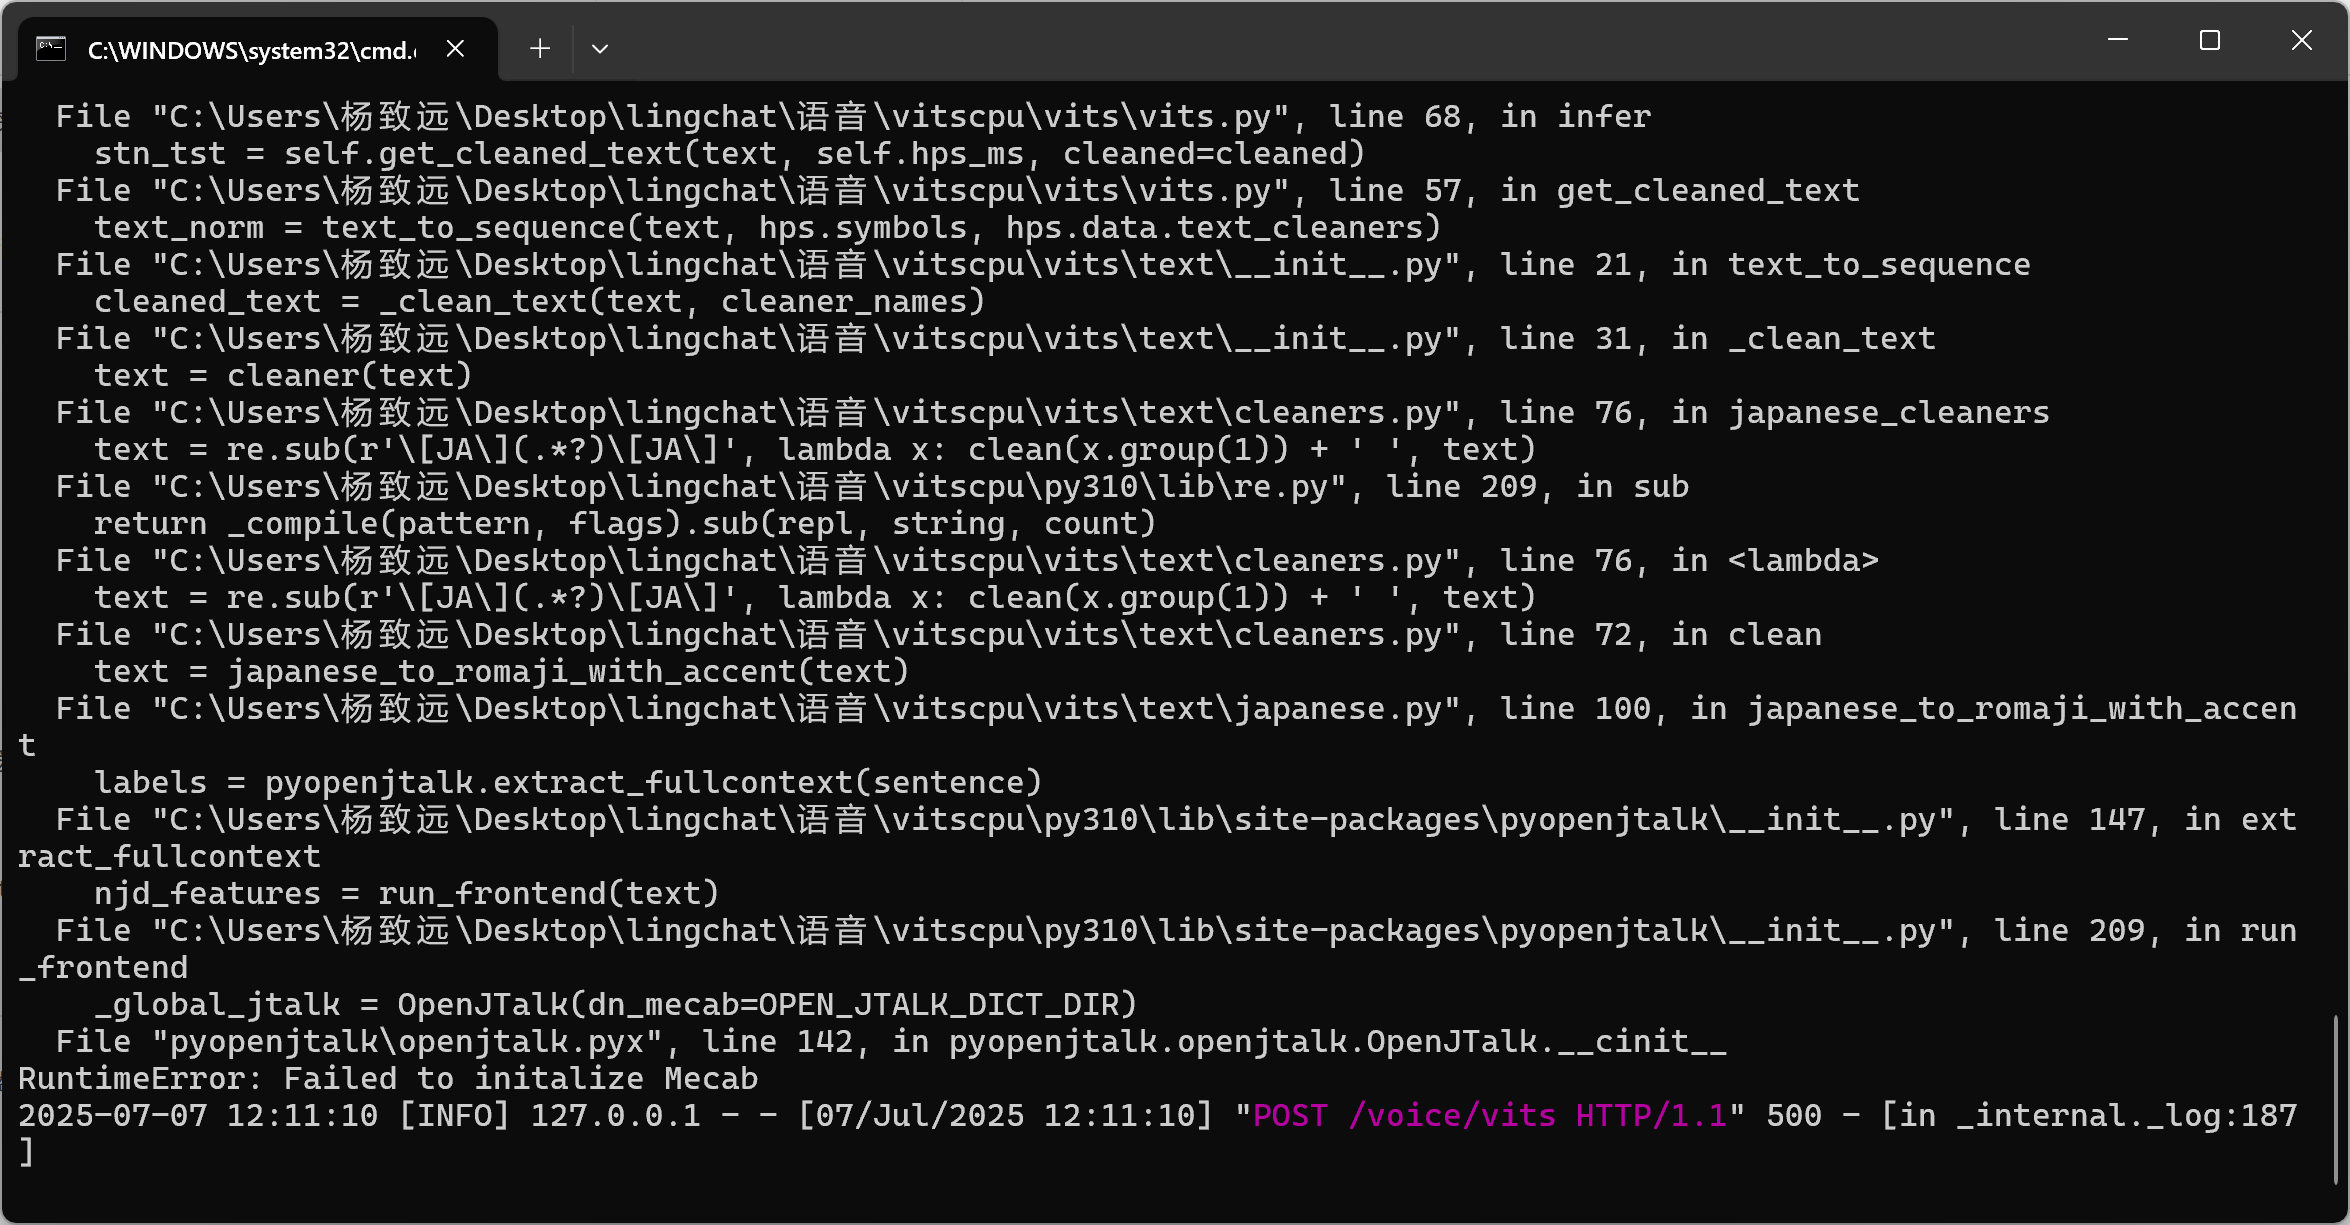 C:\WINDOWS\system32\cmd.
File "C:\Users\杨致远\Desktop\lingchat\语音\vitscpu\vits\vits.py", line 68, in infer
stn_tst = self.get_cleaned_text(text, self.hps_ms, cleaned=cleaned)
File "C:\Users\杨致远\Desktop\lingchat\语音\vitscpu\vits\vits.py", line 57, in get_cleaned_text
text_norm = text_to_sequence(text, hps.symbols, hps.data.text_cleaners)
File "C:\Users\杨致远\Desktop\lingchat\语音\vitscpu\vits\text\__init__.py", line 21, in text_to_sequence
cleaned_text = _clean_text(text, cleaner_names)
File "C:\Users\杨致远\Desktop\lingchat\语音\vitscpu\vits\text\__init__.py", line 31, in _clean_text
text = cleaner(text)
File "C:\Users\杨致远\Desktop\lingchat\语音\vitscpu\vits\text\cleaners.py", line 76, in japanese_cleaners
text = re.sub(r'\[JA\](.*?)\[JA\]', lambda x: clean(x.group(1)) + ' ', text)
File "C:\Users\杨致远\Desktop\lingchat\语音\vitscpu\py310\lib\re.py", line 209, in sub
return _compile(pattern, flags).sub(repl, string, count)
File "C:\Users\杨致远\Desktop\lingchat\语音\vitscpu\vits\text\cleaners.py", line 76, in <lambda>
text = re.sub(r'\[JA\](.*?)\[JA\]', lambda x: clean(x.group(1)) + ' ', text)
File "C:\Users\杨致远\Desktop\lingchat\语音\vitscpu\vits\text\cleaners.py", line 72, in clean
text = japanese_to_romaji_with_accent(text)
File "C:\Users\杨致远\Desktop\lingchat\语音\vitscpu\vits\text\japanese.py", line 100, in japanese_to_romaji_with_accen
t
labels = pyopenjtalk.extract_fullcontext(sentence)
File "C:\Users\杨致远\Desktop\lingchat\语音\vitscpu\py310\lib\site-packages\pyopenjtalk\__init__.py", line 147, in ext
ract_fullcontext
njd_features = run_frontend(text)
File "C:\Users\杨致远\Desktop\lingchat\语音\vitscpu\py310\lib\site-packages\pyopenjtalk\__init__.py", line 209, in run
_frontend
_global_jtalk = OpenJTalk(dn_mecab=OPEN_JTALK_DICT_DIR)
File "pyopenjtalk\openjtalk.pyx", line 142, in pyopenjtalk.openjtalk.OpenJTalk.__cinit__
RuntimeError: Failed to initalize Mecab
2025-07-07 12:11:10 [INFO] 127.0.0.1 - - [07/Jul/2025 12:11:10] "POST /voice/vits HTTP/1.1" 500 - [in _internal._log:187
]